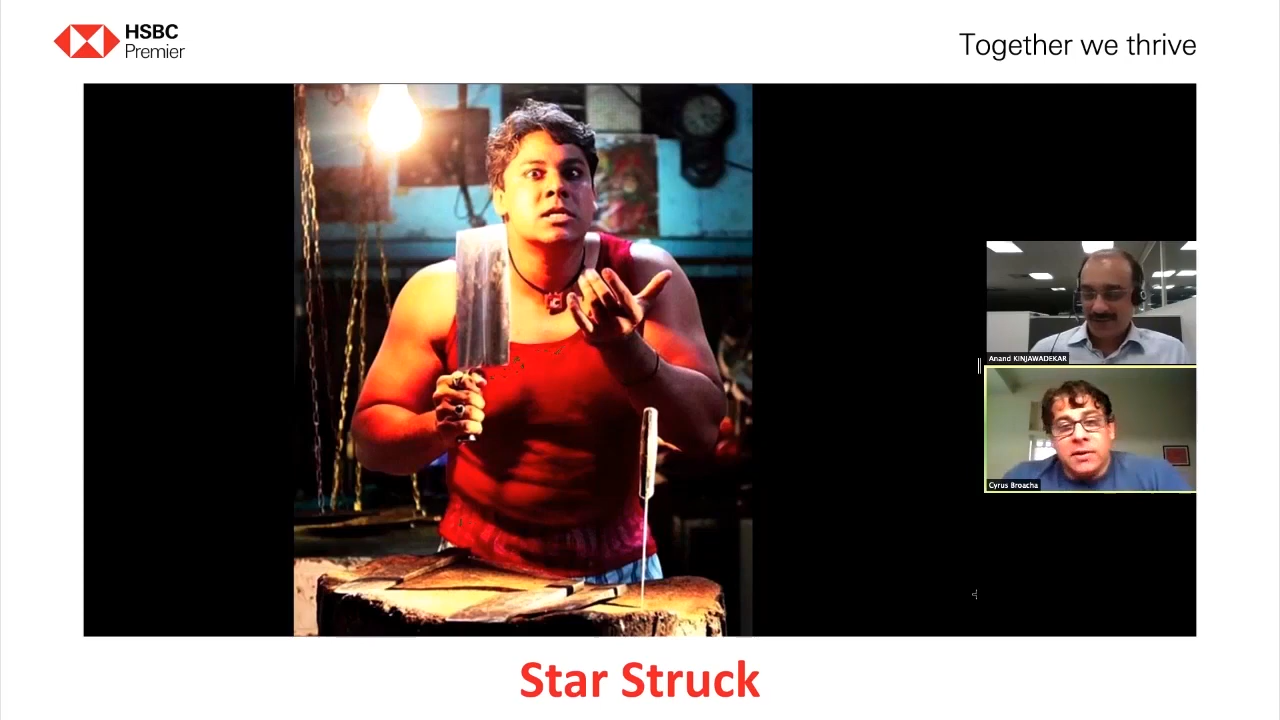 HSBC
Premier
Together we thrive
Anand KINJAWADEKAR
Cyrus Broacha
Star Struck